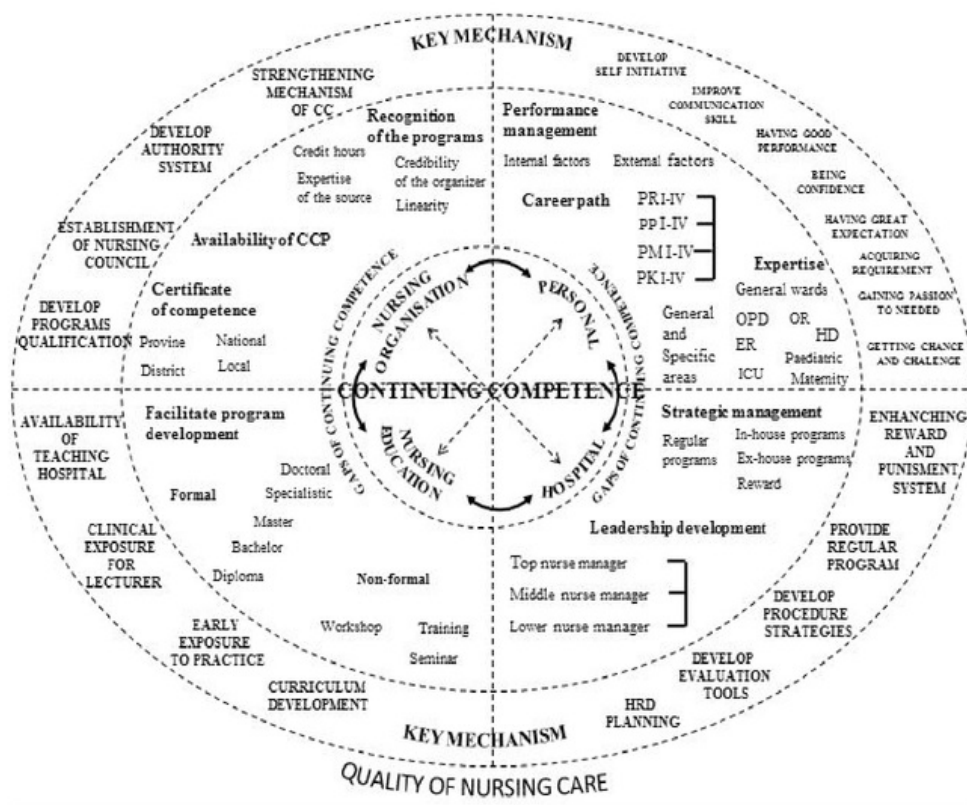 KEY MECHANISM
STRENGTHENING
MECHANISM
OF CC
DEVELOP
AUTHORITY
SYSTEM
ESTABLISHMENT
OF NURSING
COUNCIL
DEVELOP
PROGRAMS
QUALIFICATION
Recognition
of the programs
Credit hours
Expertise
of the source
Credibility
of the organizer
Linearity
Availability of CCP
Certificate
of competence
Provine
National
District
Local
DEVELOP
SELF INITIATIVE
IMPROVE
COMMUNICATION
SKILL
HAVING GOOD
PERFORMANCE
BEING
CONFIDENCE
HAVING GREAT
EXPECTATION
ACQUIRING
REQUIREMENT
GAINING PASSION
TO NEEDED
GETTING CHANCE
AND CHALENGE
Performance
management
Internal factors
External factors
Career path
PR I-IV
PP I-IV
PM I-IV
PK I-IV
Expertise
General wards
General
and
Specific
areas
OPD
OR
ER
HD
Paediatric
ICU
Maternity
GAPS OF CONTINUING COMPETENCE
NURSING
ORGANISATION
PERSONAL
GAPS OF CONTINUING COMPETENCE
CONTINUING COMPETENCE
NURSING
EDUCATION
HOSPITAL
AVAILABILITY
OF
TEACHING
HOSPITAL
CLINICAL
EXPOSURE
FOR
LECTURER
EARLY
EXPOSURE
TO PRACTICE
CURRICULUM
DEVELOPMENT
Facilitate program
development
Doctoral
Formal
Specialistic
Master
Bachelor
Diploma
Non-formal
Workshop
Training
Seminar
Strategic management
Regular
programs
In-house programs
Ex-house programs
Reward
Leadership development
Top nurse manager
Middle nurse manager
Lower nurse manager
ENHANCHING
REWARD
AND
PUNISMENT
SYSTEM
PROVIDE
REGULAR
PROGRAM
DEVELOP
PROCEDURE
STRATEGIES
DEVELOP
EVALUATION
TOOLS
HRD
PLANNING
KEY MECHANISM
QUALITY OF NURSING CARE